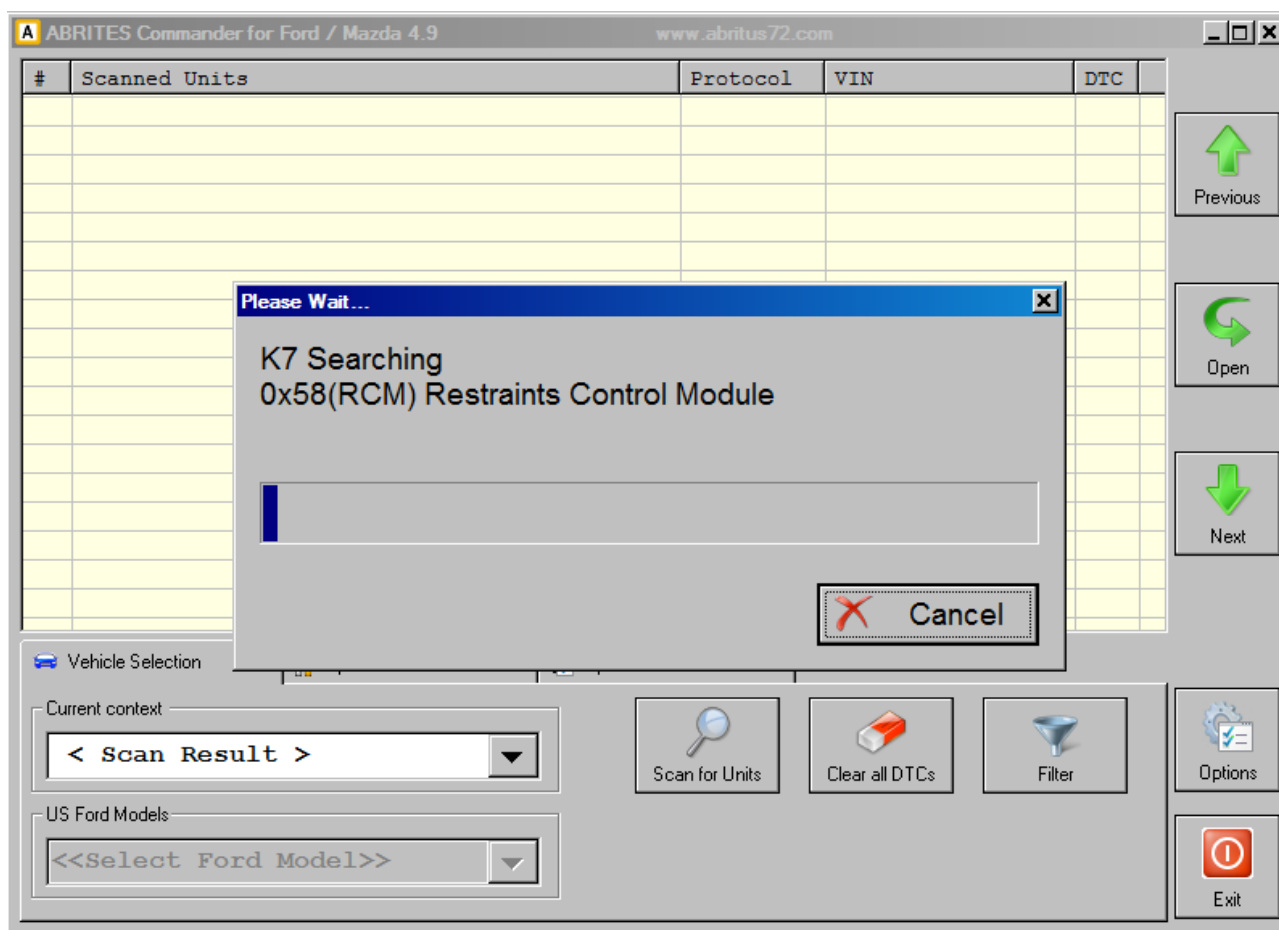 A ABRITES Commander for Ford / Mazda 4.9 www.abritus72.com
# Scanned Units Protocol VIN DTC
Previous
Please Wait...
K7 Searching
0x58(RCM) Restraints Control Module
Open
Next
Cancel
Vehicle Selection
Current context
< Scan Result >
Scan for Units
Clear all DTCs
Filter
Options
US Ford Models
<<Select Ford Model>>
Exit